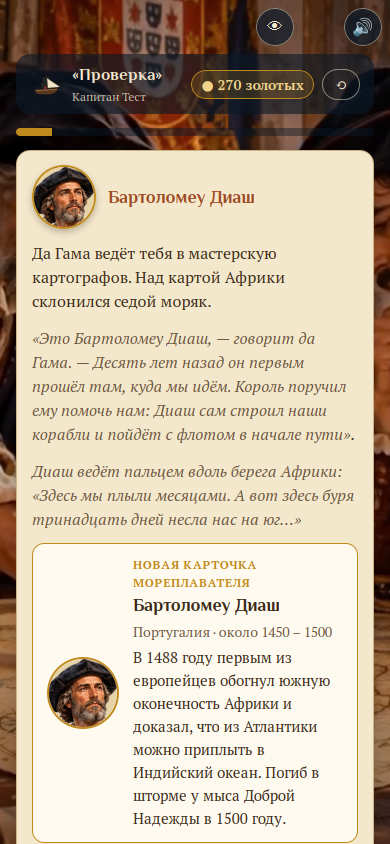 «Проверка»
Капитан Тест
270 золотых
Бартоломеу Диаш
Да Гама ведёт тебя в мастерскую
картографов. Над картой Африки
склонился седой моряк.
«Это Бартоломеу Диаш, — говорит да
Гама. — Десять лет назад он первым
прошёл там, куда мы идём. Король поручил
ему помочь нам: Диаш сам строил наши
корабли и пойдёт с флотом в начале пути».
Диаш ведёт пальцем вдоль берега Африки:
«Здесь мы плыли месяцами. А вот здесь буря
тринадцать дней несла нас на юг…»
НОВАЯ КАРТОЧКА
МОРЕПЛАВАТЕЛЯ
Бартоломеу Диаш
Португалия · около 1450 – 1500
В 1488 году первым из
европейцев обогнул южную
оконечность Африки и
доказал, что из Атлантики
можно приплыть в
Индийский океан. Погиб в
шторме у мыса Доброй
Надежды в 1500 году.